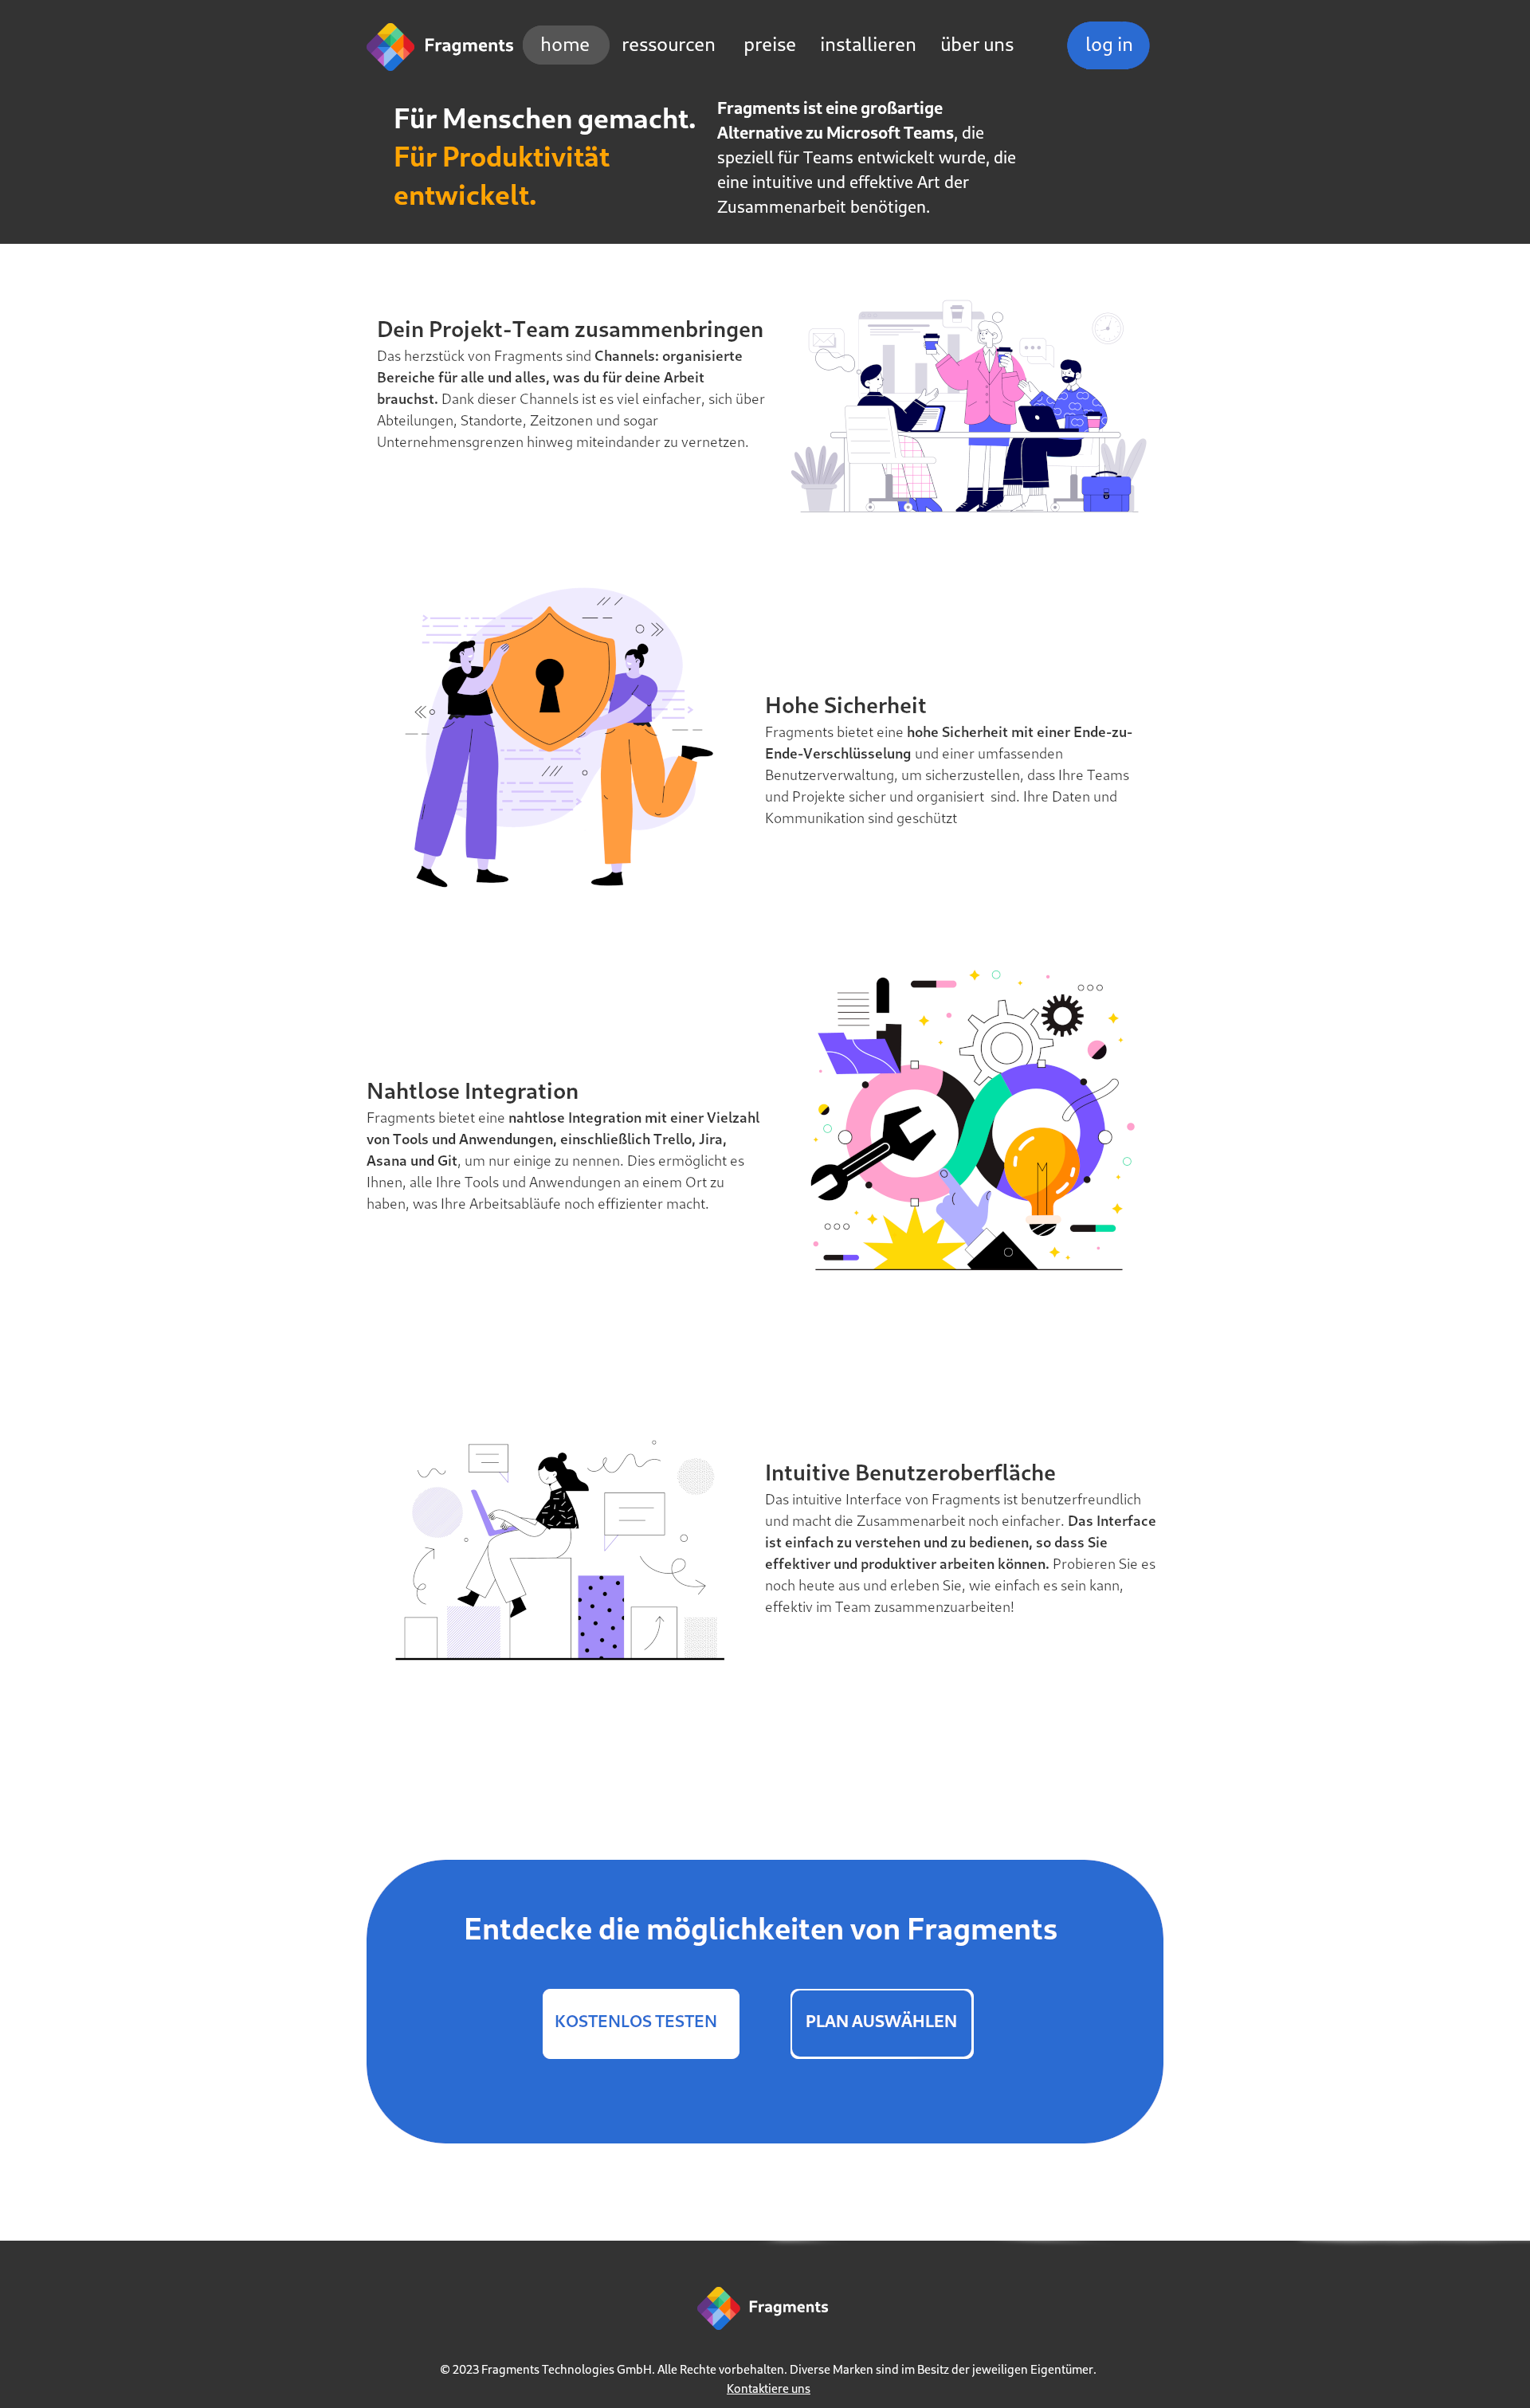 Fragments home ressourcen preise installieren über uns log in
Für Menschen gemacht.
Für Produktivität
entwickelt.
Fragments ist eine großartige
Alternative zu Microsoft Teams, die
speziell für Teams entwickelt wurde, die
eine intuitive und effektive Art der
Zusammenarbeit benötigen.
Dein Projekt-Team zusammenbringen
Das herzstück von Fragments sind Channels: organisierte
Bereiche für alle und alles, was du für deine Arbeit
brauchst. Dank dieser Channels ist es viel einfacher, sich über
Abteilungen, Standorte, Zeitzonen und sogar
Unternehmensgrenzen hinweg miteindander zu vernetzen.
Hohe Sicherheit
Fragments bietet eine hohe Sicherheit mit einer Ende-zu-
Ende-Verschlüsselung und einer umfassenden
Benutzerverwaltung, um sicherzustellen, dass Ihre Teams
und Projekte sicher und organisiert  sind. Ihre Daten und
Kommunikation sind geschützt
Nahtlose Integration
Fragments bietet eine nahtlose Integration mit einer Vielzahl
von Tools und Anwendungen, einschließlich Trello, Jira,
Asana und Git, um nur einige zu nennen. Dies ermöglicht es
Ihnen, alle Ihre Tools und Anwendungen an einem Ort zu
haben, was Ihre Arbeitsabläufe noch effizienter macht.
Intuitive Benutzeroberfläche
Das intuitive Interface von Fragments ist benutzerfreundlich
und macht die Zusammenarbeit noch einfacher. Das Interface
ist einfach zu verstehen und zu bedienen, so dass Sie
effektiver und produktiver arbeiten können. Probieren Sie es
noch heute aus und erleben Sie, wie einfach es sein kann,
effektiv im Team zusammenzuarbeiten!
Entdecke die möglichkeiten von Fragments
KOSTENLOS TESTEN
PLAN AUSWÄHLEN
Fragments
© 2023 Fragments Technologies GmbH. Alle Rechte vorbehalten. Diverse Marken sind im Besitz der jeweiligen Eigentümer.
Kontaktiere uns